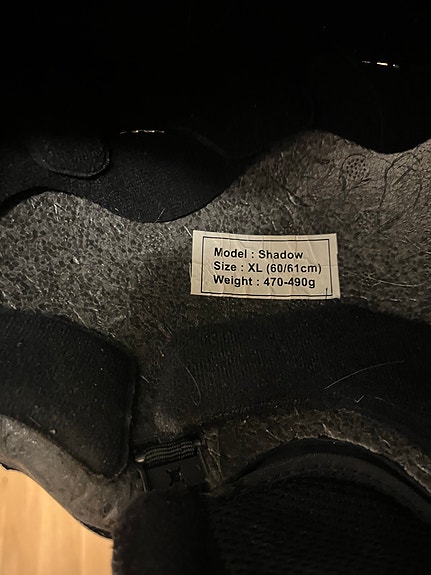 Model : Shadow
Size : XL (60/61cm)
Weight : 470-490g